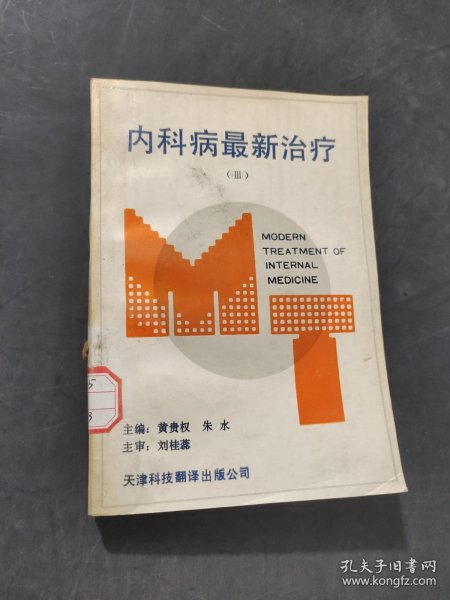 内科病最新治疗
(Ⅲ)
MODERN
TREATMENT OF
INTERNAL
MEDICINE
主编：黄贵权 朱水
主审：刘桂蕊
天津科技翻译出版公司
孔夫子旧书网
www.kongfz.com